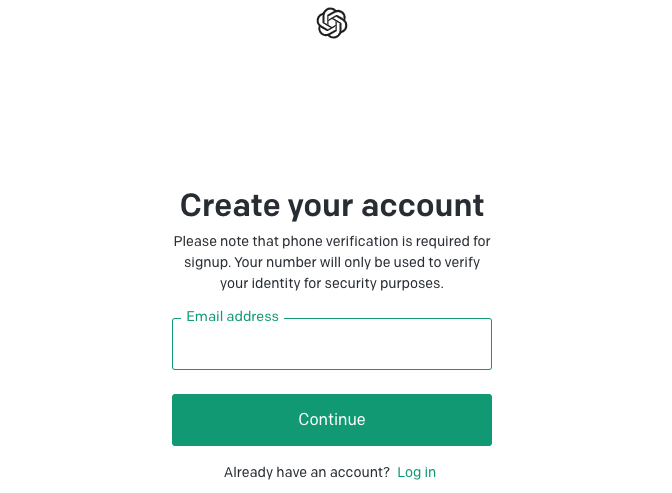 Create your account
Please note that phone verification is required for
signup. Your number will only be used to verify
your identity for security purposes.
Email address
Continue
Already have an account? Log in